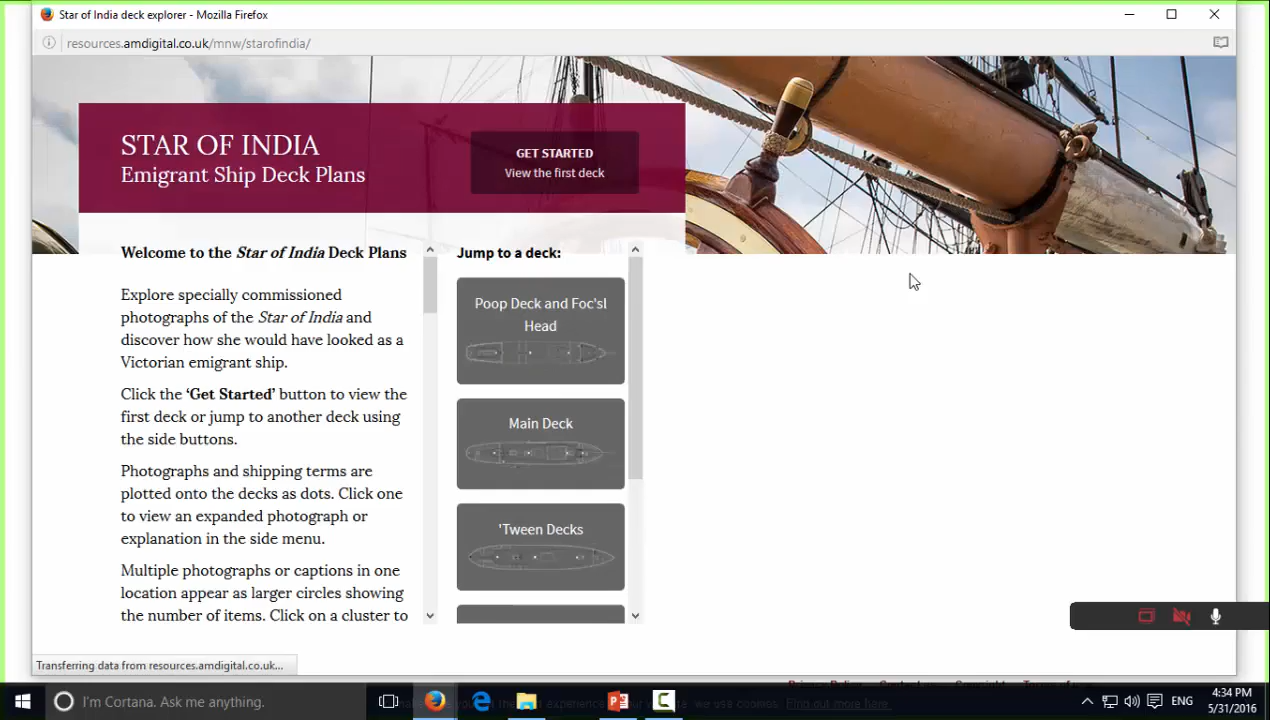 Star of India deck explorer - Mozilla Firefox
resources.amdigital.co.uk/mnw/starofindia/
STAR OF INDIA
Emigrant Ship Deck Plans
GET STARTED
View the first deck
Welcome to the Star of India Deck Plans
Explore specially commissioned
photographs of the Star of India and
discover how she would have looked as a
Victorian emigrant ship.
Click the ‘Get Started’ button to view the
first deck or jump to another deck using
the side buttons.
Photographs and shipping terms are
plotted onto the decks as dots. Click one
to view an expanded photograph or
explanation in the side menu.
Multiple photographs or captions in one
location appear as larger circles showing
the number of items. Click on a cluster to
Jump to a deck:
Poop Deck and Foc'sl
Head
Main Deck
'Tween Decks
Transferring data from resources.amdigital.co.uk...
I'm Cortana. Ask me anything.
Find out more here.
ENG
4:34 PM
5/31/2016